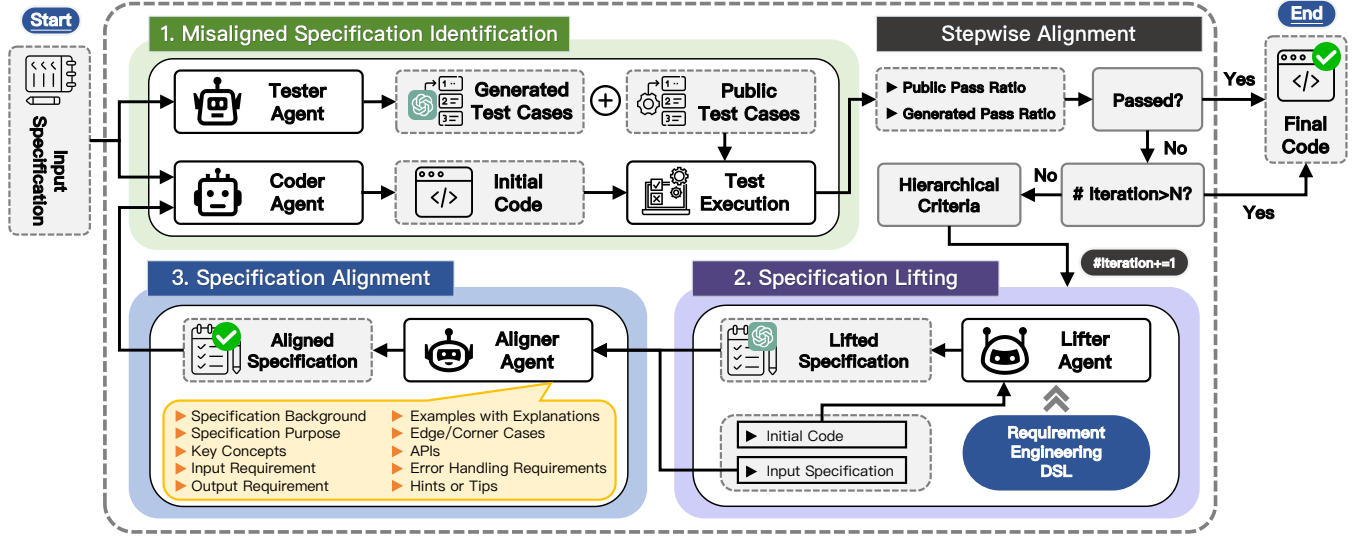 Start
Input
Specification
1. Misaligned Specification Identification
Tester
Agent
Generated
Test Cases
Public
Test Cases
Coder
Agent
Initial
Code
Test
Execution
Stepwise Alignment
▶ Public Pass Ratio
▶ Generated Pass Ratio
Passed?
Yes
No
# Iteration>N?
No
Yes
Hierarchical
Criteria
#Iteration+=1
End
Final
Code
2. Specification Lifting
Lifted
Specification
Lifter
Agent
▶ Initial Code
▶ Input Specification
Requirement
Engineering
DSL
3. Specification Alignment
Aligned
Specification
Aligner
Agent
▶ Specification Background
▶ Specification Purpose
▶ Key Concepts
▶ Input Requirement
▶ Output Requirement
▶ Examples with Explanations
▶ Edge/Corner Cases
▶ APIs
▶ Error Handling Requirements
▶ Hints or Tips